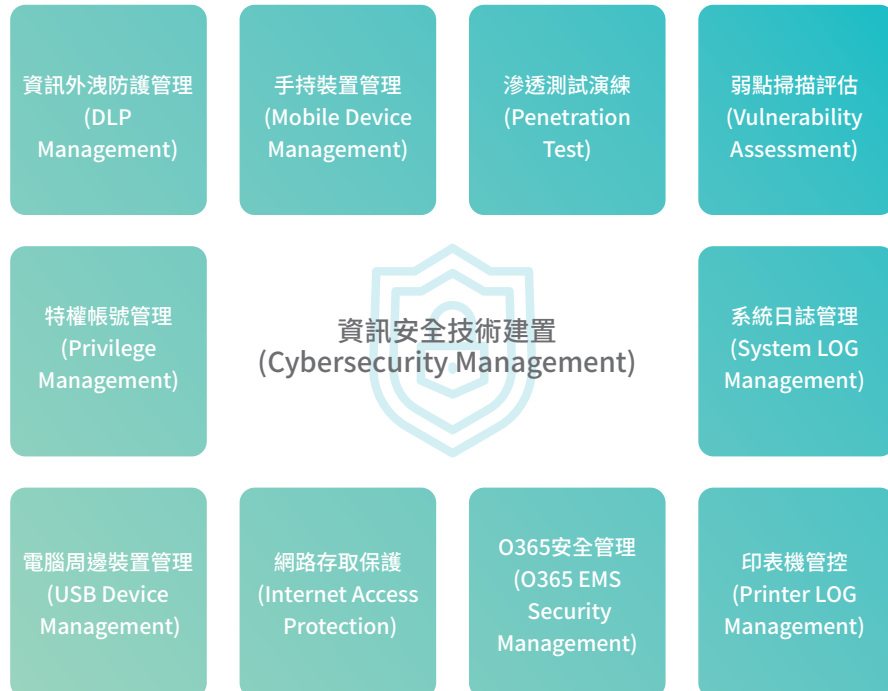 資訊外洩防護管理
(DLP
Management)
手持裝置管理
(Mobile Device
Management)
滲透測試演練
(Penetration
Test)
弱點掃描評估
(Vulnerability
Assessment)
特權帳號管理
(Privilege
Management)
資訊安全技術建置
(Cybersecurity Management)
系統日誌管理
(System LOG
Management)
電腦周邊裝置管理
(USB Device
Management)
網路存取保護
(Internet Access
Protection)
O365安全管理
(O365 EMS
Security
Management)
印表機管控
(Printer LOG
Management)